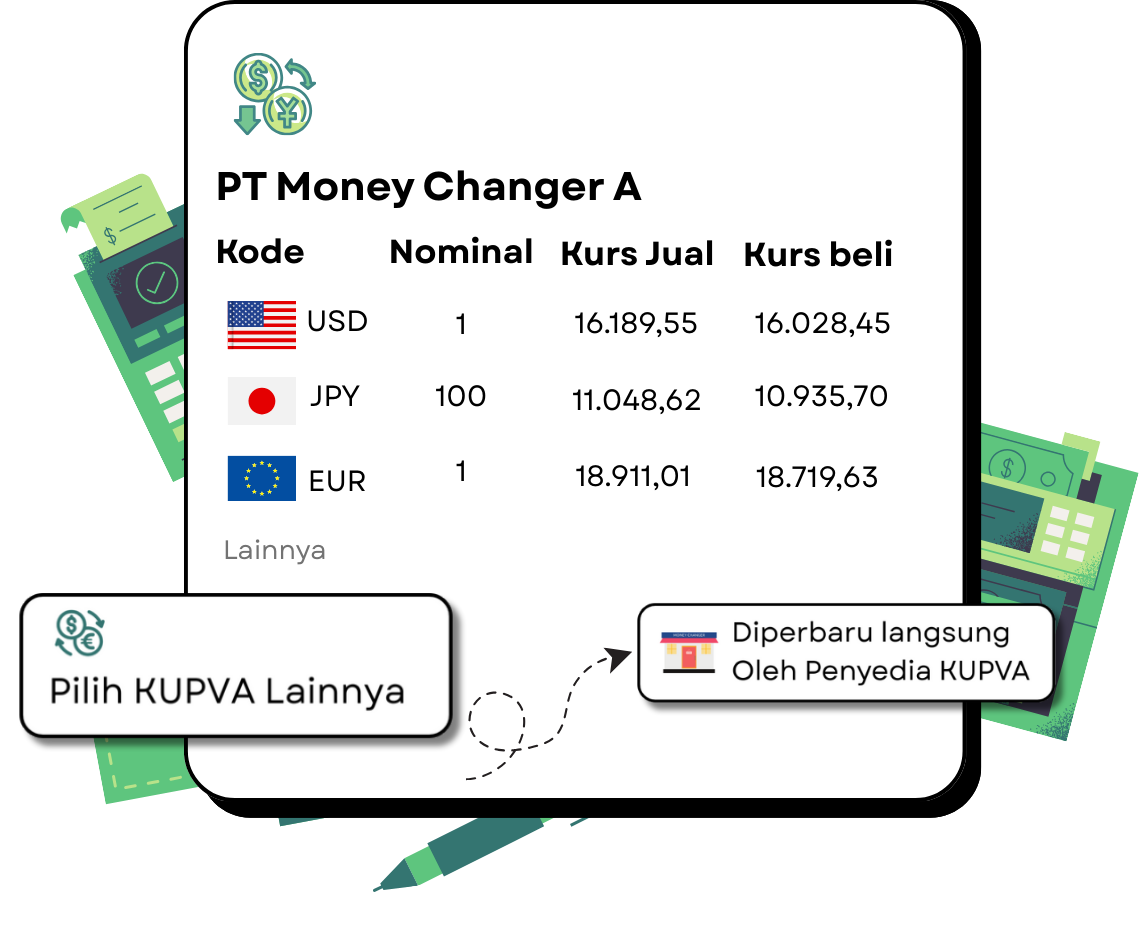 PT Money Changer A
Kode Nominal Kurs Jual Kurs beli
USD 1 16.189,55 16.028,45
JPY 100 11.048,62 10.935,70
EUR 1 18.911,01 18.719,63
Lainnya
Pilih KUPVA Lainnya
MONEY CHANGER
Diperbaru langsung
Oleh Penyedia KUPVA